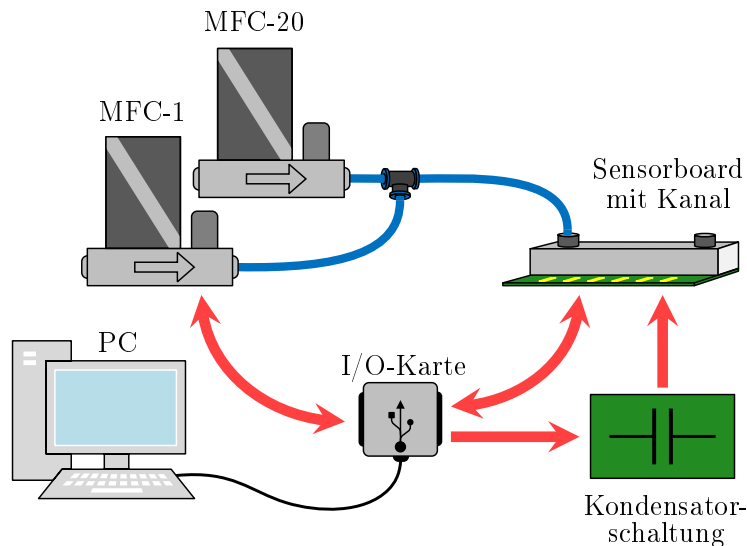 MFC-20
MFC-1
Sensorboard
mit Kanal
PC
I/O-Karte
Kondensator-
schaltung